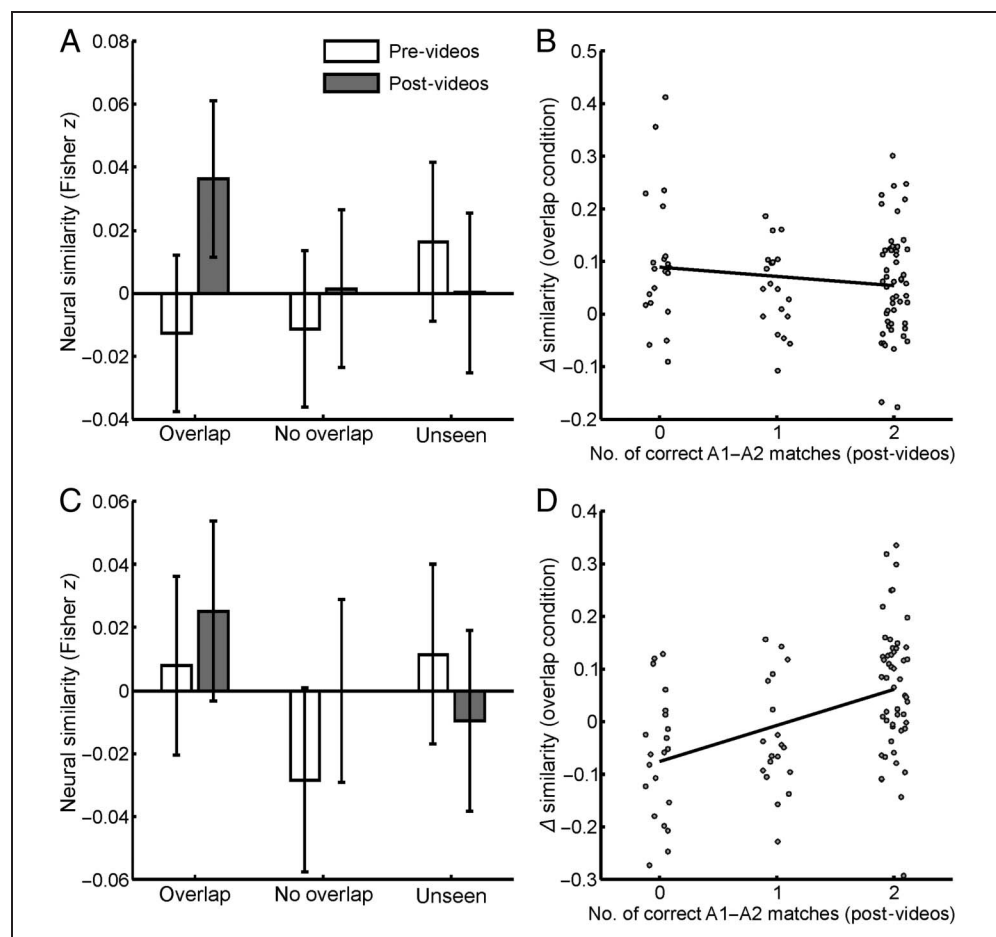 A
0.08
0.06
0.04
0.02
0
−0.02
−0.04
Neural similarity (Fisher z)
Pre-videos
Post-videos
Overlap
No overlap
Unseen
B
0.5
0.4
0.3
0.2
0.1
0
−0.1
−0.2
Δ similarity (overlap condition)
0
1
2
No. of correct A1–A2 matches (post-videos)
C
0.06
0.04
0.02
0
−0.02
−0.04
−0.06
Neural similarity (Fisher z)
Overlap
No overlap
Unseen
D
0.4
0.3
0.2
0.1
0
−0.1
−0.2
−0.3
Δ similarity (overlap condition)
0
1
2
No. of correct A1–A2 matches (post-videos)